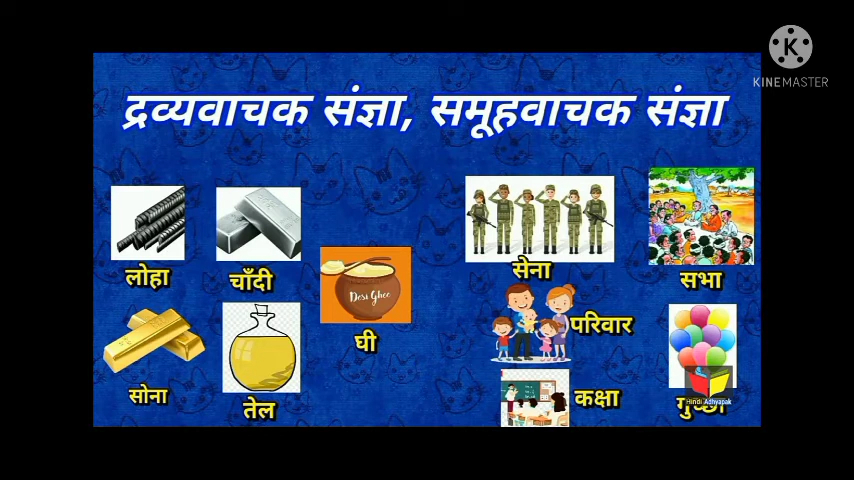 KINEMASTER
द्रव्यवाचक संज्ञा, समूहवाचक संज्ञा
लोहा
चाँदी
Desi Ghee
घी
सोना
तेल
सेना
सभा
परिवार
कक्षा
Hindi Adhyapak
गुच्छा